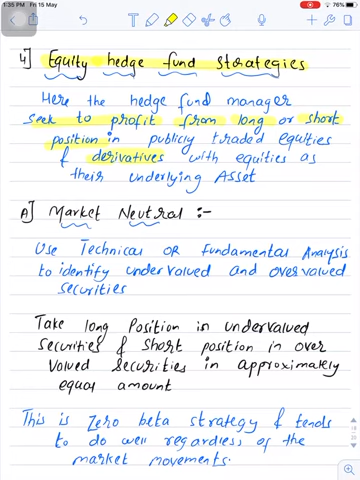 1:35 PM Fri 15 May
4] Equity hedge fund strategies
Here the hedge fund manager
seek to profit from long or short
position in publicly traded equities
& derivatives with equities as
their underlying Asset
A] Market Neutral :-
Use Technical OR Fundamental Analysis
to identify undervalued and overvalued
securities
Take long Position in undervalued
securities & short position in over
valued securities in approximately
equal amount
This is zero beta strategy & tends
to do well regardless of the
market movements.